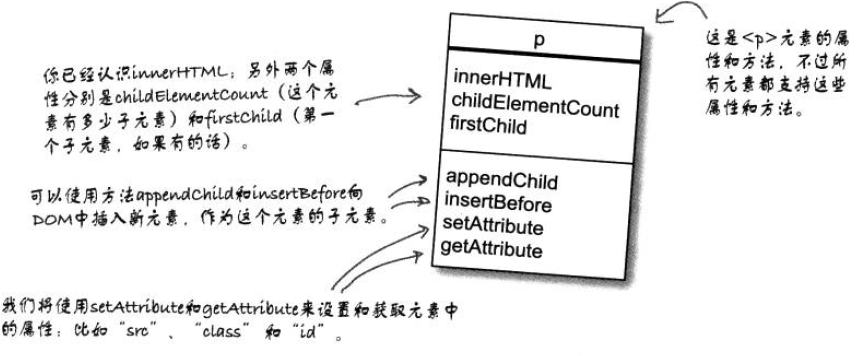 p
这是<p>元素的属
性和方法，不过所
有元素都支持这些
属性和方法。
你已经认识innerHTML；另外两个属
性分别是childElementCount（这个元
素有多少子元素）和firstChild（第一
个子元素，如果有的话）。
innerHTML
childElementCount
firstChild
可以使用方法appendChild和insertBefore向
DOM中插入新元素，作为这个元素的子元素。
appendChild
insertBefore
setAttribute
getAttribute
我们将使用setAttribute和getAttribute来设置和获取元素中
的属性：比如“src”、“class”和“id”。